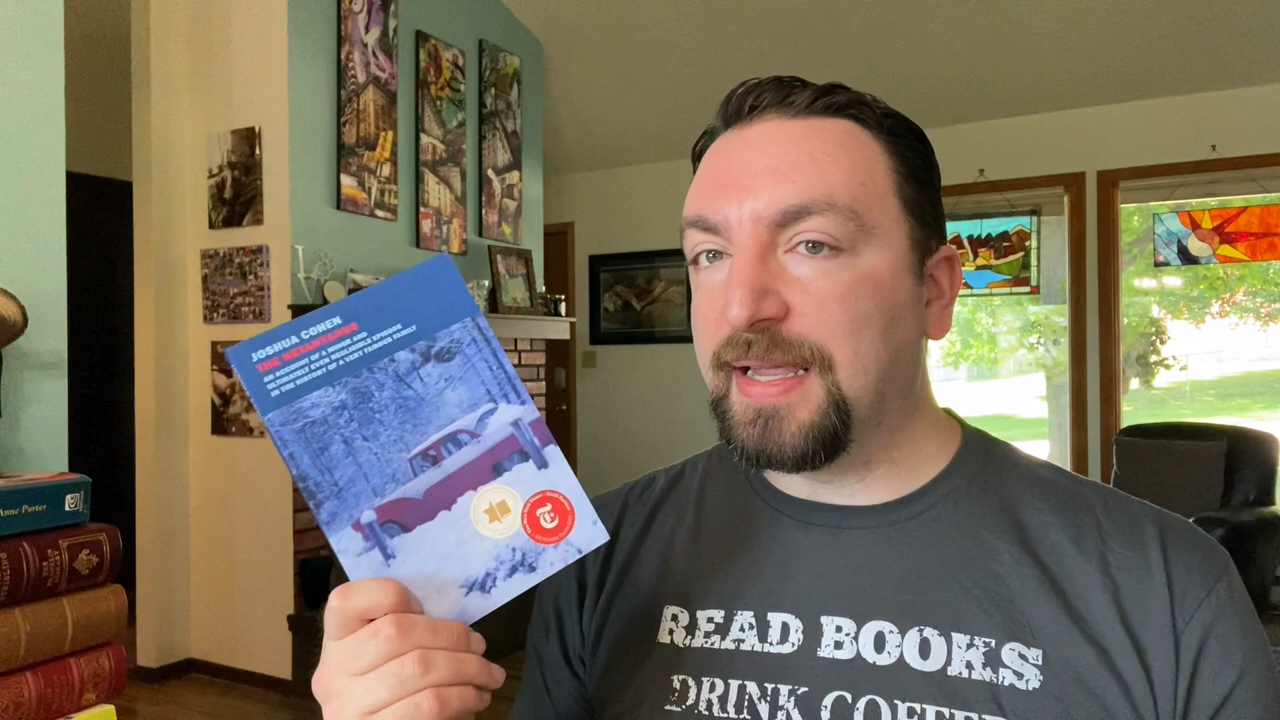 JOSHUA COHEN
THE NETANYAHUS
AN ACCOUNT OF A MINOR AND
ULTIMATELY EVEN NEGLIGIBLE EPISODE
IN THE HISTORY OF A VERY FAMOUS FAMILY
T
READ BOOKS
DRINK COFFEE
Anne Porter